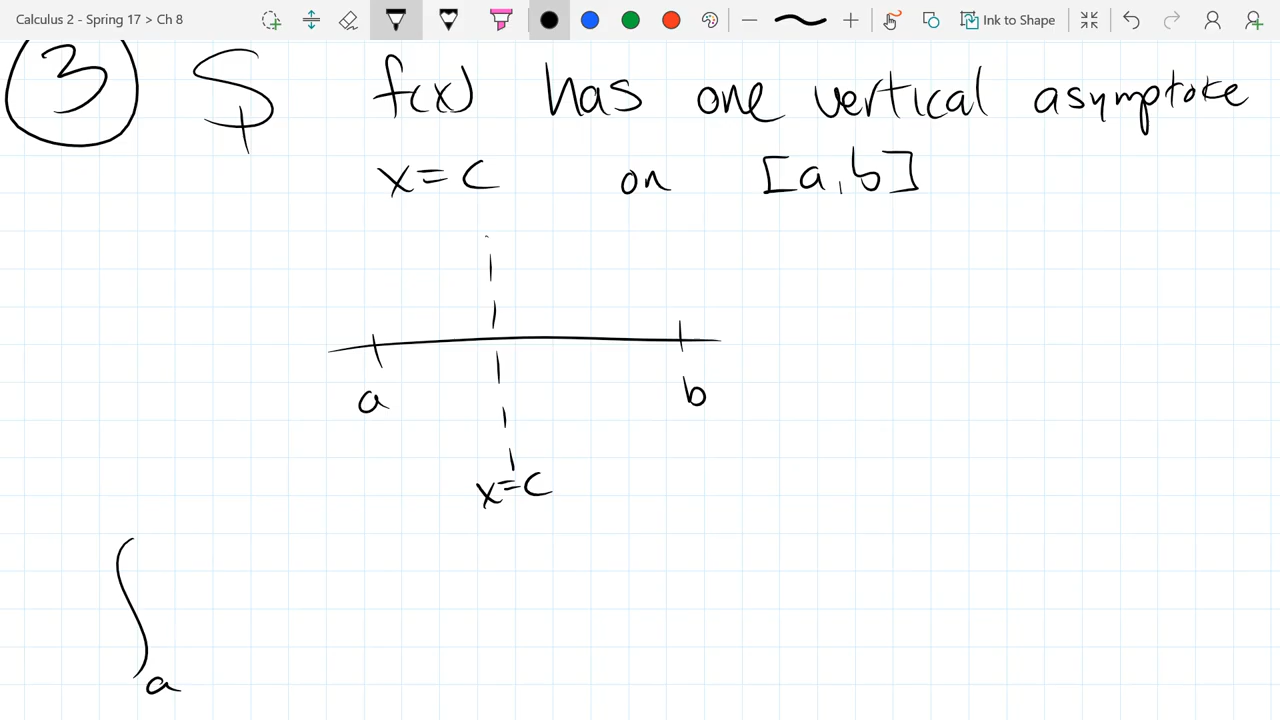 Calculus 2 - Spring 17 > Ch 8
Ink to Shape
③ S f(x) has one vertical asymptote
x=c on [a,b]
a b
x=c
∫a